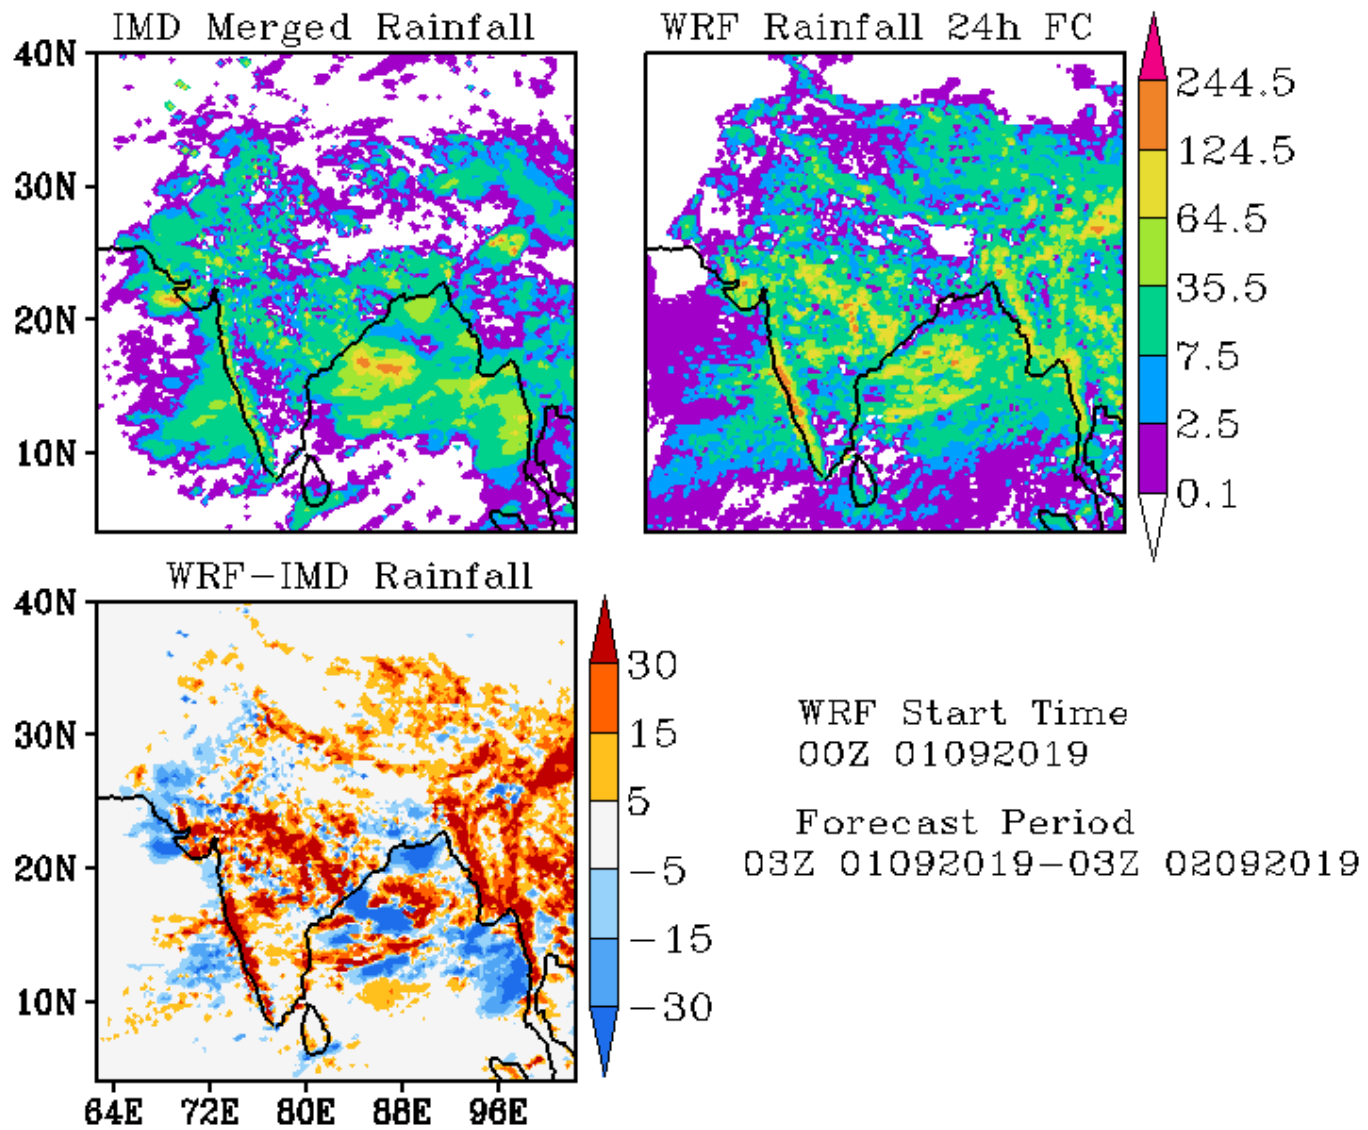 IMD Merged Rainfall
WRF Rainfall 24h FC
40N
30N
20N
10N
244.5
124.5
64.5
35.5
7.5
2.5
0.1
WRF-IMD Rainfall
40N
30N
20N
10N
64E 72E 80E 88E 96E
30
15
5
-5
-15
-30
WRF Start Time
00Z 01092019
Forecast Period
03Z 01092019-03Z 02092019